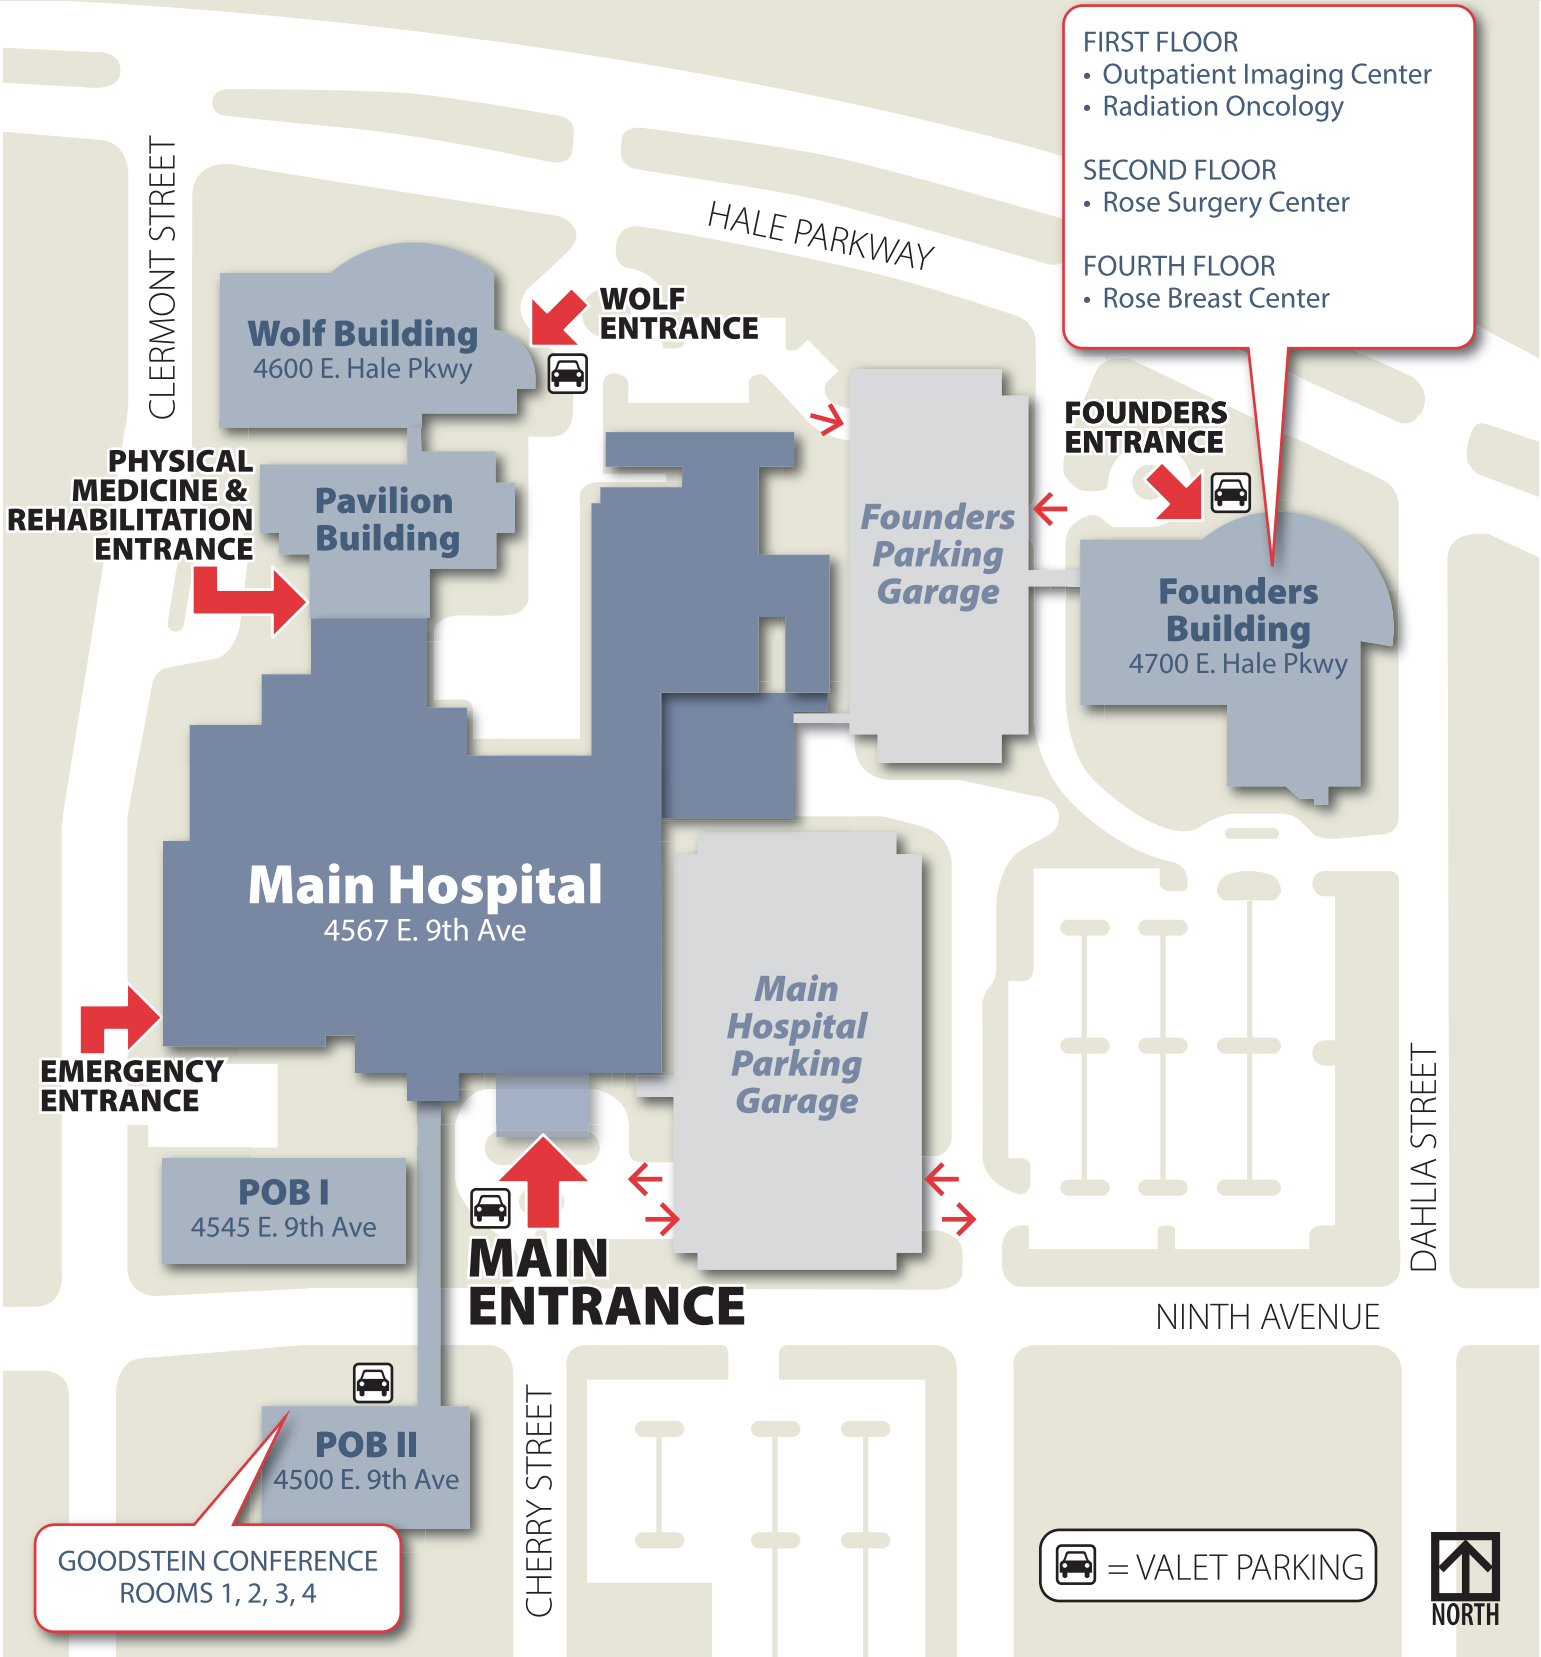 FIRST FLOOR
• Outpatient Imaging Center
• Radiation Oncology
SECOND FLOOR
• Rose Surgery Center
FOURTH FLOOR
• Rose Breast Center
CLERMONT STREET
HALE PARKWAY
WOLF
ENTRANCE
Wolf Building
4600 E. Hale Pkwy
FOUNDERS
ENTRANCE
PHYSICAL
MEDICINE &
REHABILITATION
ENTRANCE
Pavilion
Building
Founders
Parking
Garage
Founders
Building
4700 E. Hale Pkwy
Main Hospital
4567 E. 9th Ave
Main
Hospital
Parking
Garage
EMERGENCY
ENTRANCE
DAHLIA STREET
POB I
4545 E. 9th Ave
MAIN
ENTRANCE
NINTH AVENUE
POB II
4500 E. 9th Ave
CHERRY STREET
GOODSTEIN CONFERENCE
ROOMS 1, 2, 3, 4
= VALET PARKING
NORTH